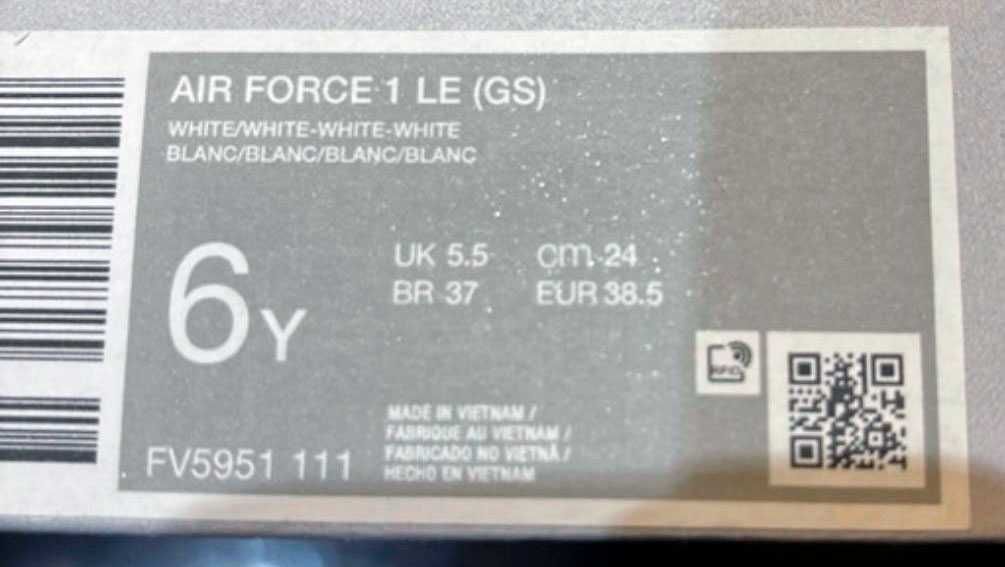 AIR FORCE 1 LE (GS)
WHITE/WHITE-WHITE-WHITE
BLANC/BLANC/BLANC/BLANC
6Y
UK 5.5 cm 24
BR 37 EUR 38.5
RFID
MADE IN VIETNAM /
FABRIQUE AU VIETNAM /
FABRICADO NO VIETNÃ /
HECHO EN VIETNAM
FV5951 111